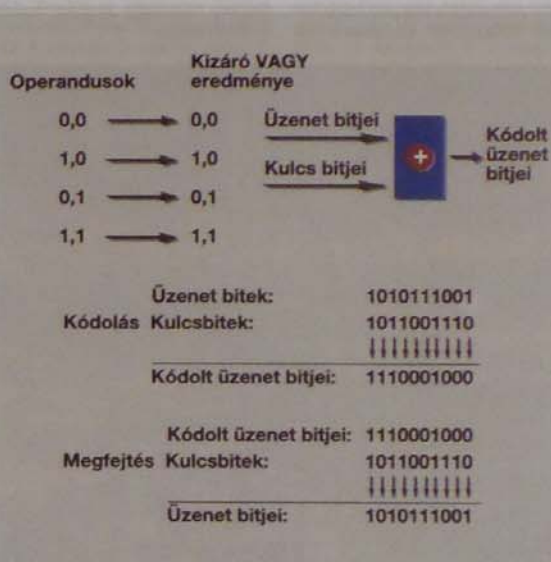 Operandusok
Kizáró VAGY
eredménye
0,0 0,0
1,0 1,0
0,1 0,1
1,1 1,1
Üzenet bitjei
Kulcs bitjei
+
Kódolt
üzenet
bitjei
Üzenet bitek: 1010111001
Kódolás Kulcsbitek: 1011001110
Kódolt üzenet bitjei: 1110001000
Kódolt üzenet bitjei: 1110001000
Megfejtés Kulcsbitek: 1011001110
Üzenet bitjei: 1010111001